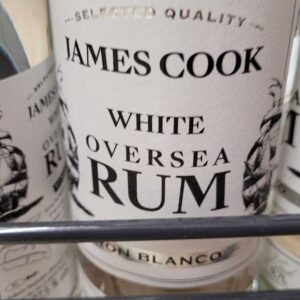 SELECTED QUALITY
JAMES COOK
WHITE
OVERSEA
RUM
RON BLANCO